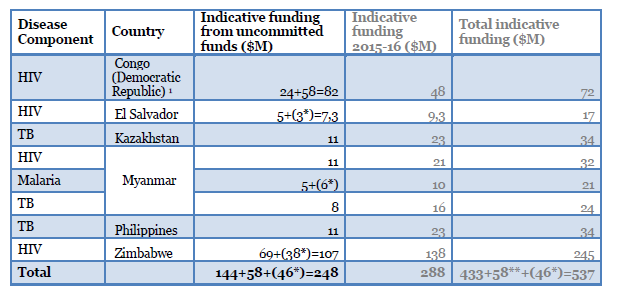 Disease Component Country Indicative funding from uncommitted funds ($M) Indicative funding 2015-16 ($M) Total indicative funding ($M)
HIV Congo (Democratic Republic) ¹ 24+58=82 48 72
HIV El Salvador 5+(3*)=7,3 9,3 17
TB Kazakhstan 11 23 34
HIV Myanmar 11 21 32
Malaria 5+(6*) 10 21
TB 8 16 24
TB Philippines 11 23 34
HIV Zimbabwe 69+(38*)=107 138 245
Total 144+58+(46*)=248 288 433+58**+(46*)=537